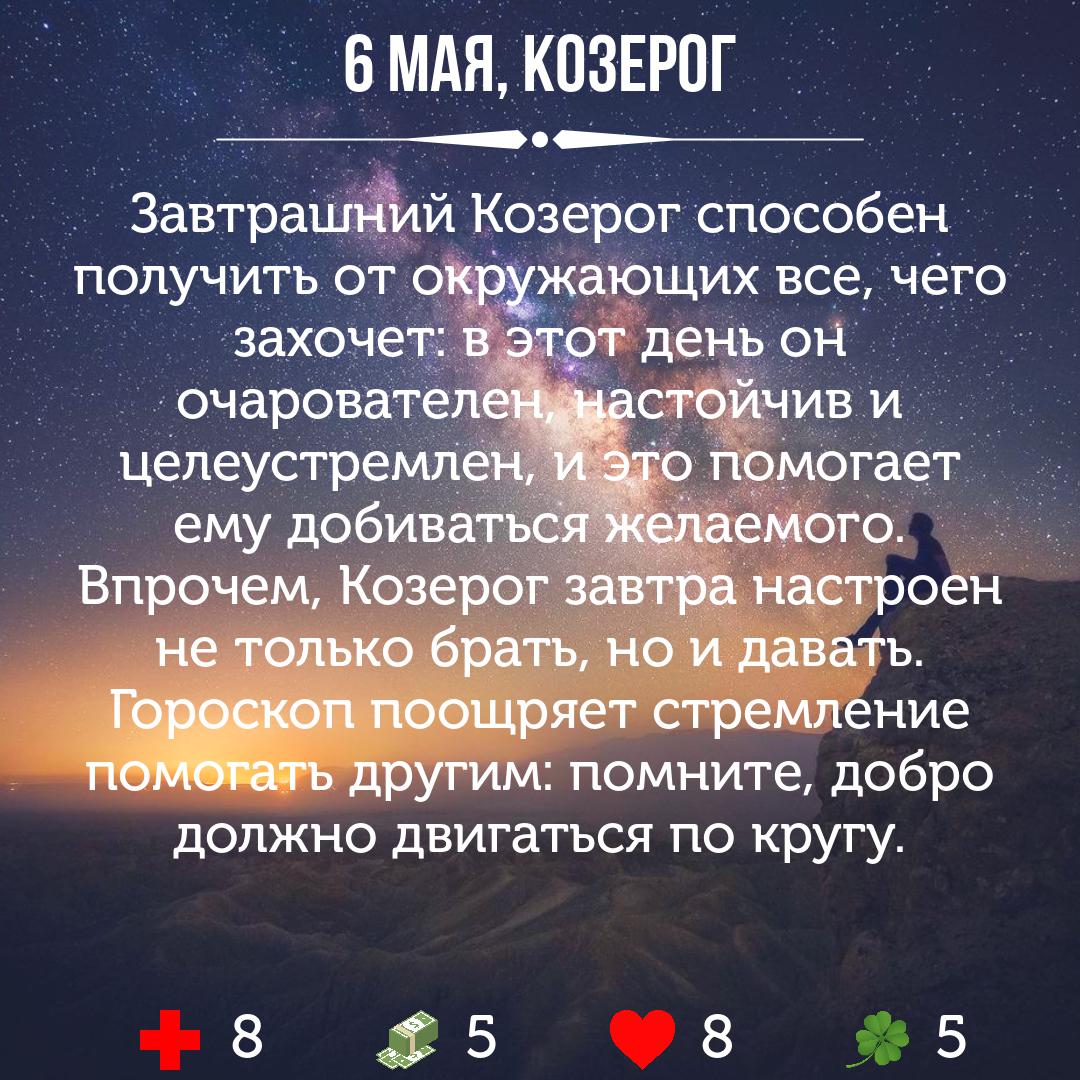 6 МАЯ, КОЗЕРОГ
Завтрашний Козерог способен
получить от окружающих все, чего
захочет: в этот день он
очарователен, настойчив и
целеустремлен, и это помогает
ему добиваться желаемого.
Впрочем, Козерог завтра настроен
не только брать, но и давать.
Гороскоп поощряет стремление
помогать другим: помните, добро
должно двигаться по кругу.
8 5 8 5